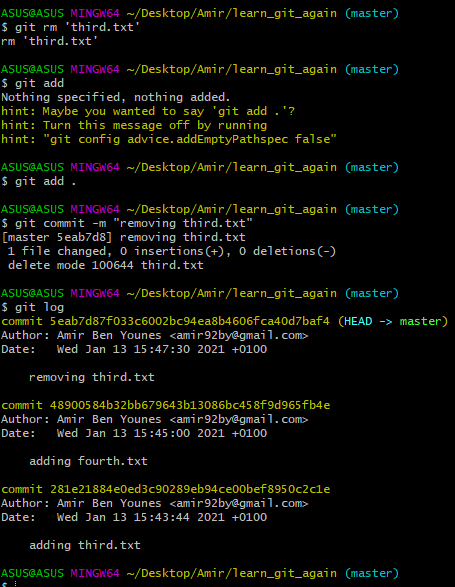 ASUS@ASUS MINGW64 ~/Desktop/Amir/learn_git_again (master)
$ git rm 'third.txt'
rm 'third.txt'
ASUS@ASUS MINGW64 ~/Desktop/Amir/learn_git_again (master)
$ git add
Nothing specified, nothing added.
hint: Maybe you wanted to say 'git add .'?
hint: Turn this message off by running
hint: "git config advice.addEmptyPathspec false"
ASUS@ASUS MINGW64 ~/Desktop/Amir/learn_git_again (master)
$ git add .
ASUS@ASUS MINGW64 ~/Desktop/Amir/learn_git_again (master)
$ git commit -m "removing third.txt"
[master 5eab7d8] removing third.txt
1 file changed, 0 insertions(+), 0 deletions(-)
delete mode 100644 third.txt
ASUS@ASUS MINGW64 ~/Desktop/Amir/learn_git_again (master)
$ git log
commit 5eab7d87f033c6002bc94ea8b4606fca40d7baf4 (HEAD -> master)
Author: Amir Ben Younes <amir92by@gmail.com>
Date: Wed Jan 13 15:47:30 2021 +0100
removing third.txt
commit 48900584b32bb679643b13086bc458f9d965fb4e
Author: Amir Ben Younes <amir92by@gmail.com>
Date: Wed Jan 13 15:45:00 2021 +0100
adding fourth.txt
commit 281e21884e0ed3c90289eb94ce00bef8950c2c1e
Author: Amir Ben Younes <amir92by@gmail.com>
Date: Wed Jan 13 15:43:44 2021 +0100
adding third.txt
ASUS@ASUS MINGW64 ~/Desktop/Amir/learn_git_again (master)
$